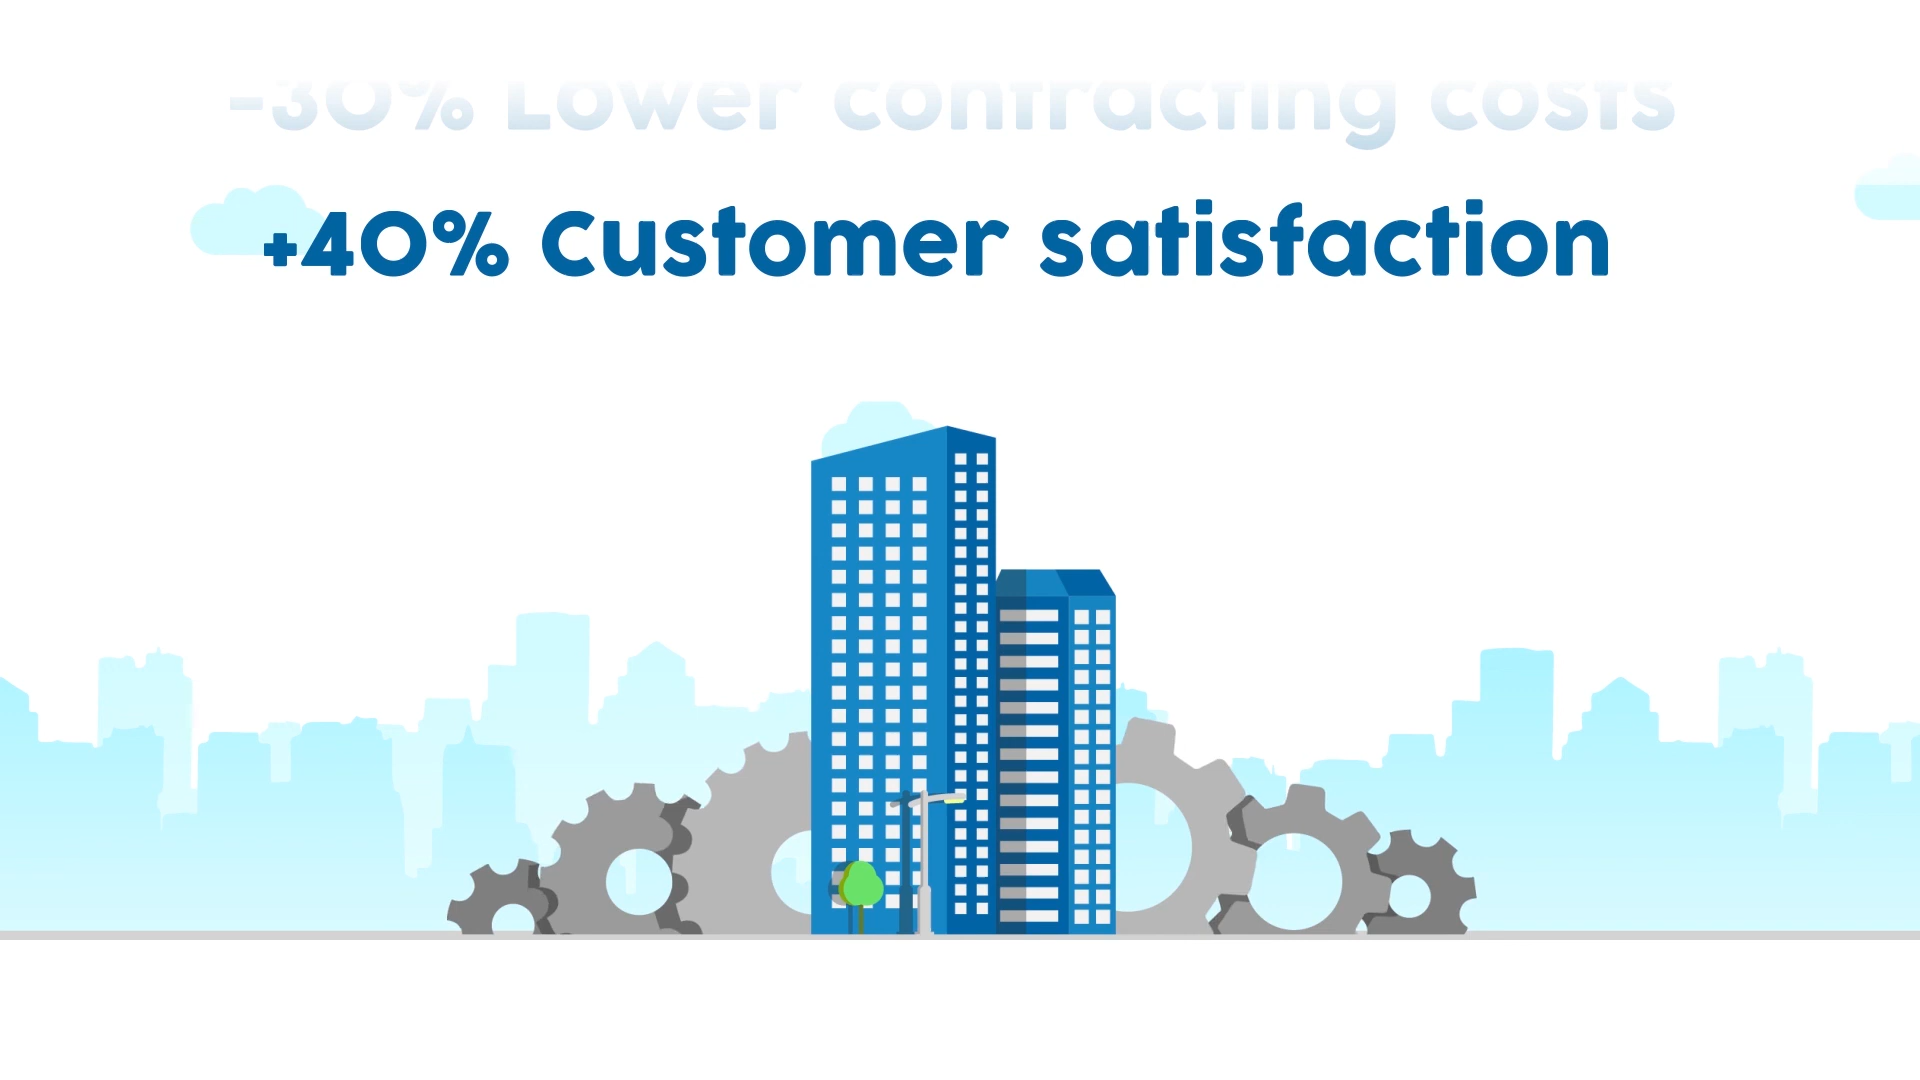 -30% Lower contracting costs
+40% Customer satisfaction